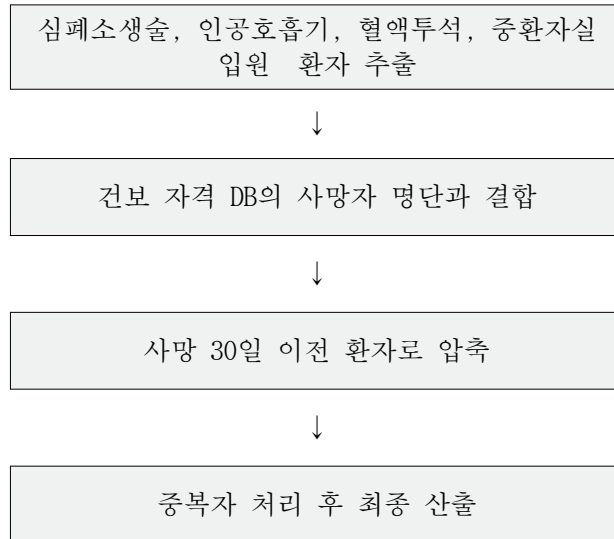 심폐소생술, 인공호흡기, 혈액투석, 중환자실
입원 환자 추출
↓
건보 자격 DB의 사망자 명단과 결합
↓
사망 30일 이전 환자로 압축
↓
중복자 처리 후 최종 산출